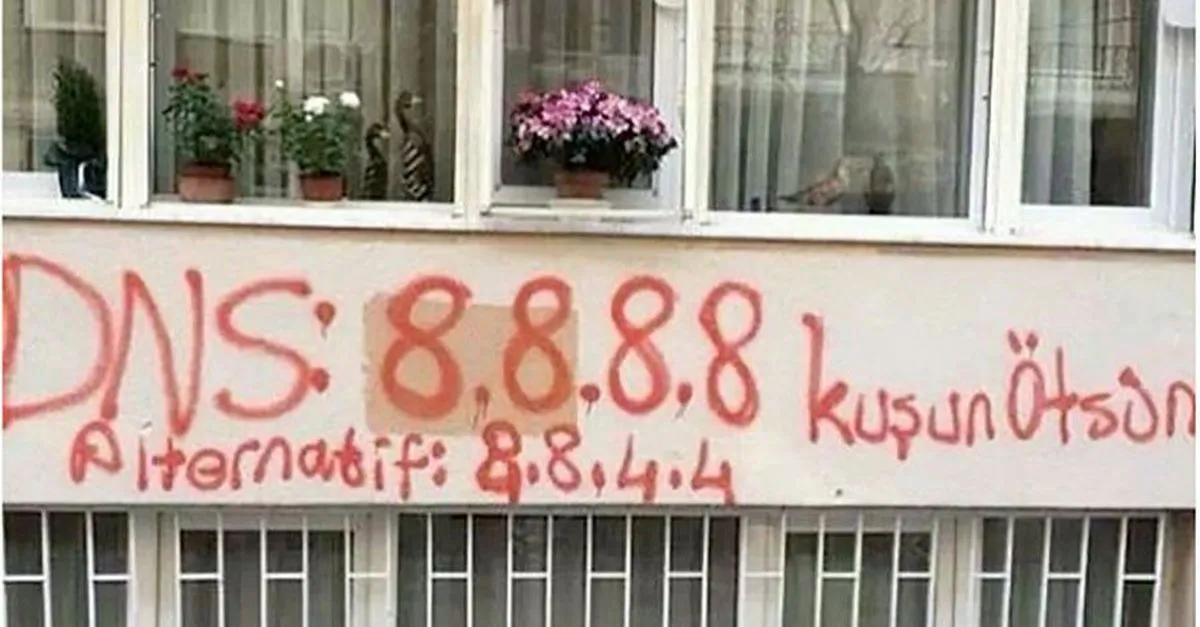 DNS: 8.8.8.8 kuşun Ötsün
Alternatif: 8.8.4.4